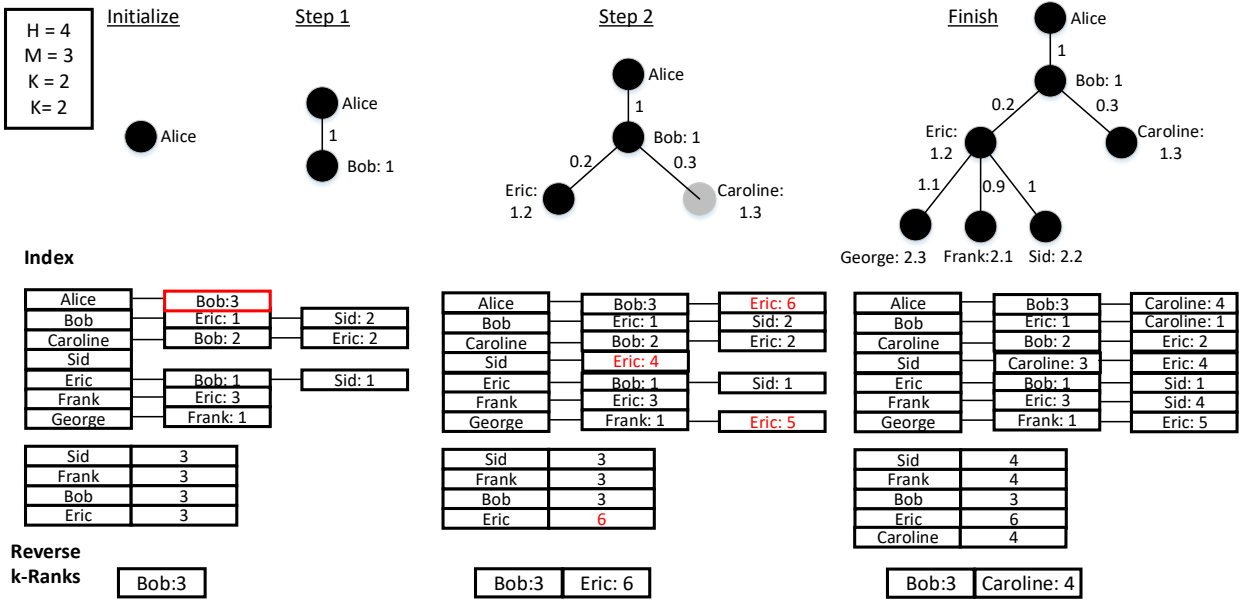 H = 4
M = 3
K = 2
K= 2
Initialize
Alice
Step 1
Alice
1
Bob: 1
Step 2
Alice
1
Bob: 1
0.2
0.3
Eric:
1.2
Caroline:
1.3
Finish
Alice
1
Bob: 1
0.2
0.3
Eric:
1.2
Caroline:
1.3
1.1
0.9
1
George: 2.3
Frank:2.1
Sid: 2.2
Index
Alice Bob:3
Bob Eric: 1 Sid: 2
Caroline Bob: 2 Eric: 2
Sid
Eric Bob: 1 Sid: 1
Frank Eric: 3
George Frank: 1
Sid 3
Frank 3
Bob 3
Eric 3
Alice Bob:3 Eric: 6
Bob Eric: 1 Sid: 2
Caroline Bob: 2 Eric: 2
Sid Eric: 4
Eric Bob: 1 Sid: 1
Frank Eric: 3
George Frank: 1 Eric: 5
Sid 3
Frank 3
Bob 3
Eric 6
Alice Bob:3 Caroline: 4
Bob Eric: 1 Caroline: 1
Caroline Bob: 2 Eric: 2
Sid Caroline: 3 Eric: 4
Eric Bob: 1 Sid: 1
Frank Eric: 3 Sid: 4
George Frank: 1 Eric: 5
Sid 4
Frank 4
Bob 3
Eric 6
Caroline 4
Reverse
k-Ranks
Bob:3
Bob:3 Eric: 6
Bob:3 Caroline: 4